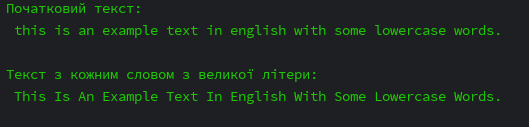 Початковий текст:
this is an example text in english with some lowercase words.
Текст з кожним словом з великої літери:
This Is An Example Text In English With Some Lowercase Words.